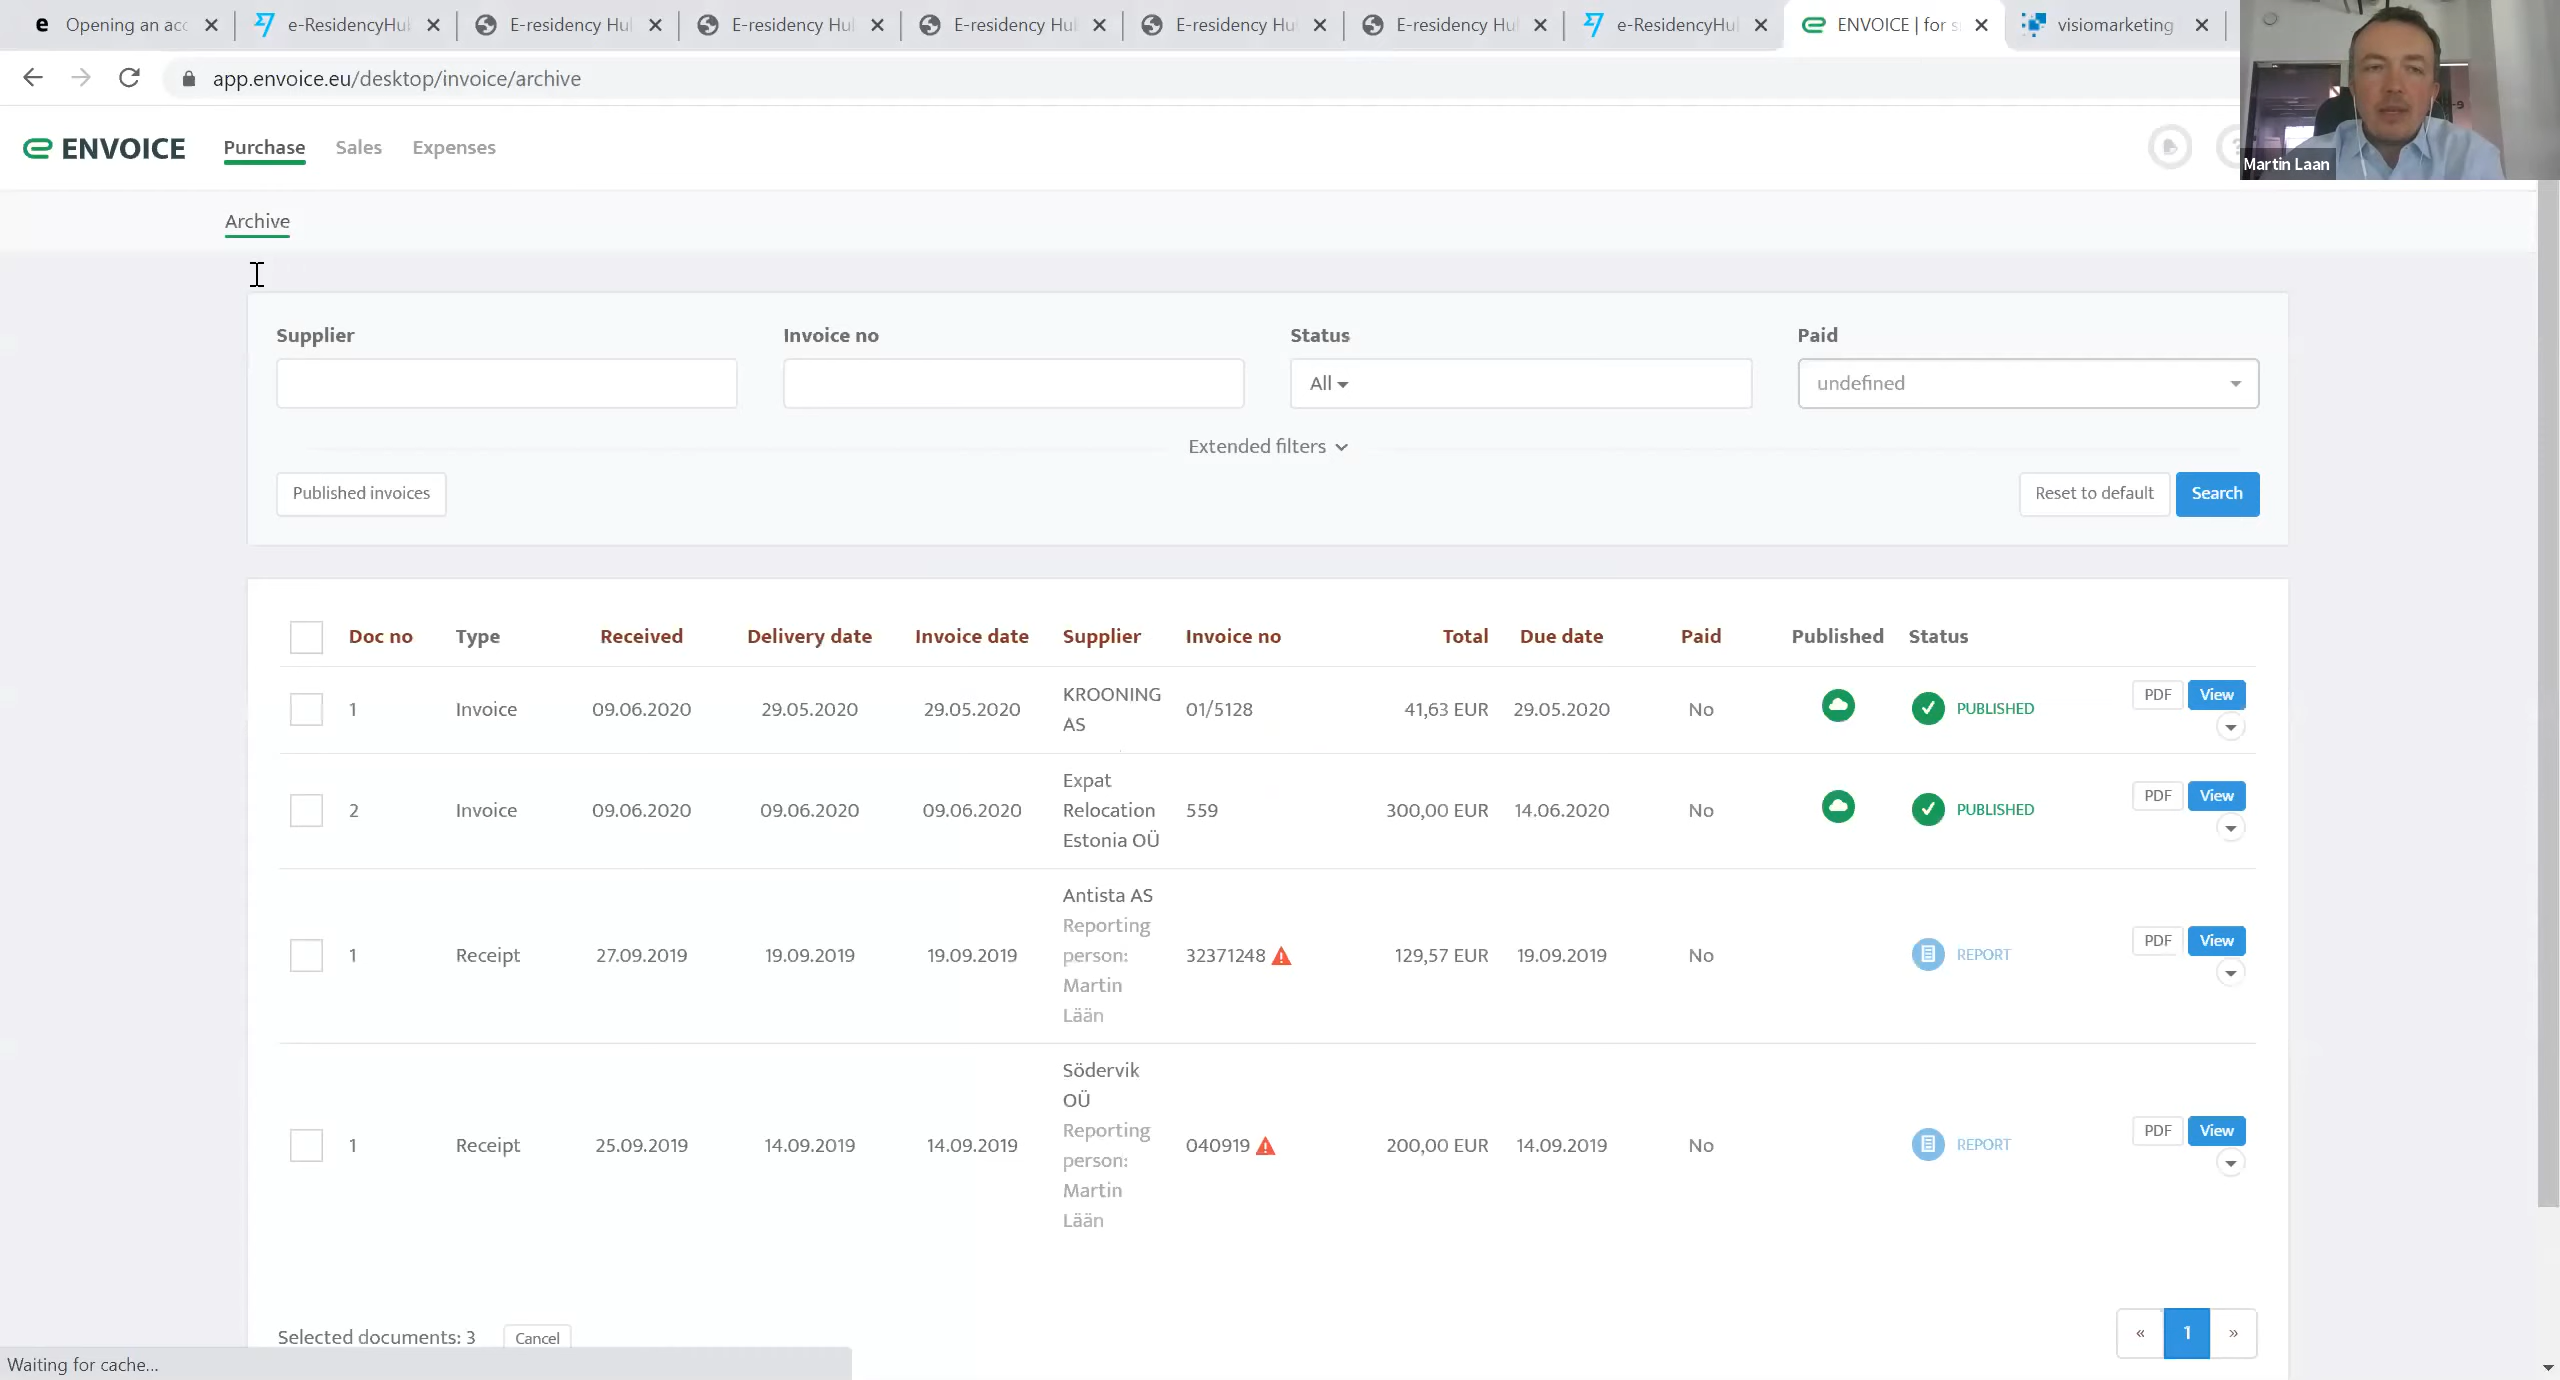 Opening an acc
e-ResidencyHu
E-residency Hu
E-residency Hu
E-residency Hu
E-residency Hu
E-residency Hu
e-ResidencyHu
ENVOICE | for s
visiomarketing
app.envoice.eu/desktop/invoice/archive
ENVOICE
Purchase
Sales
Expenses
Martin Laan
Archive
Supplier
Invoice no
Status
Paid
All
undefined
Extended filters
Published invoices
Reset to default
Search
Doc no Type Received Delivery date Invoice date Supplier Invoice no Total Due date Paid Published Status
1 Invoice 09.06.2020 29.05.2020 29.05.2020 KROONING AS 01/5128 41,63 EUR 29.05.2020 No PUBLISHED PDF View
2 Invoice 09.06.2020 09.06.2020 09.06.2020 Expat Relocation Estonia OÜ 559 300,00 EUR 14.06.2020 No PUBLISHED PDF View
1 Receipt 27.09.2019 19.09.2019 19.09.2019 Antista AS Reporting person: Martin Lään 32371248 129,57 EUR 19.09.2019 No REPORT PDF View
1 Receipt 25.09.2019 14.09.2019 14.09.2019 Södervik OÜ Reporting person: Martin Lään 040919 200,00 EUR 14.09.2019 No REPORT PDF View
Selected documents: 3
Cancel
« 1 »
Waiting for cache...